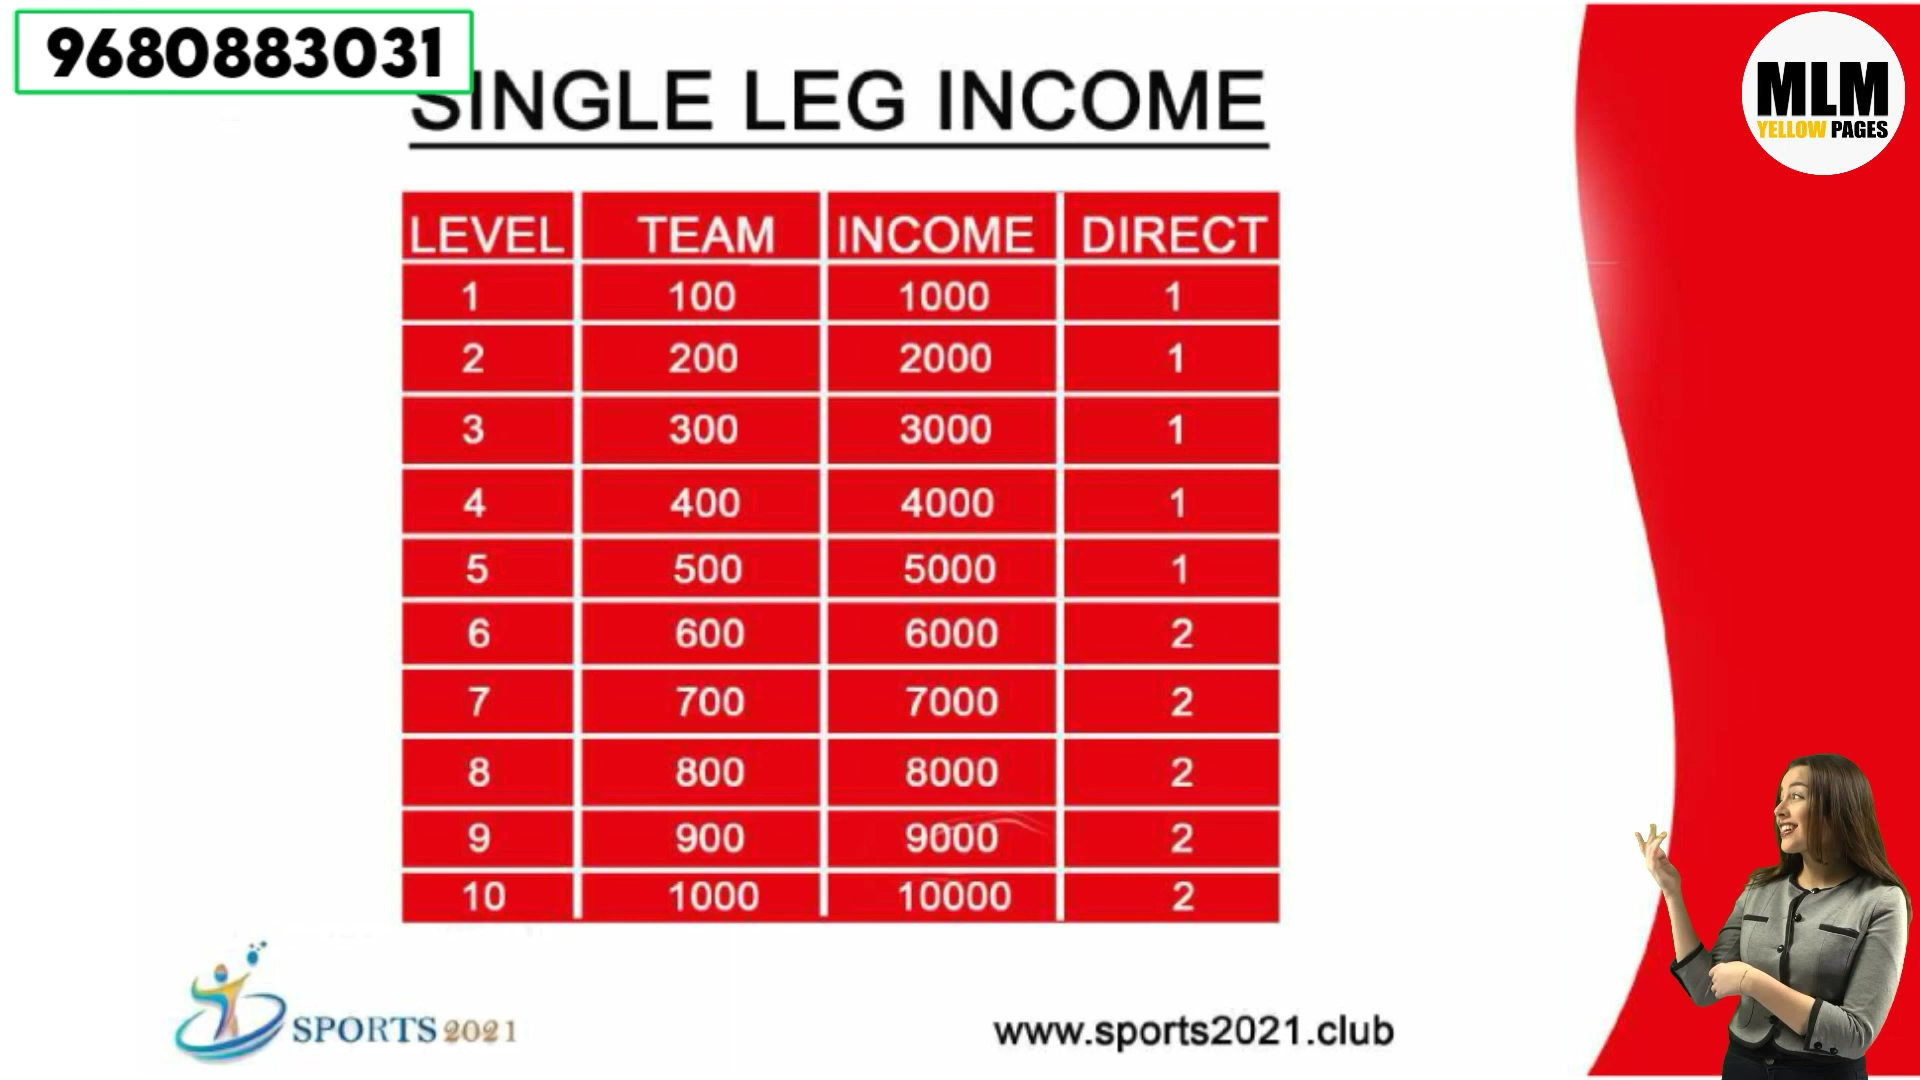 9680883031
SINGLE LEG INCOME
MLM
YELLOW PAGES
LEVEL TEAM INCOME DIRECT
1 100 1000 1
2 200 2000 1
3 300 3000 1
4 400 4000 1
5 500 5000 1
6 600 6000 2
7 700 7000 2
8 800 8000 2
9 900 9000 2
10 1000 10000 2
SPORTS 2021
www.sports2021.club